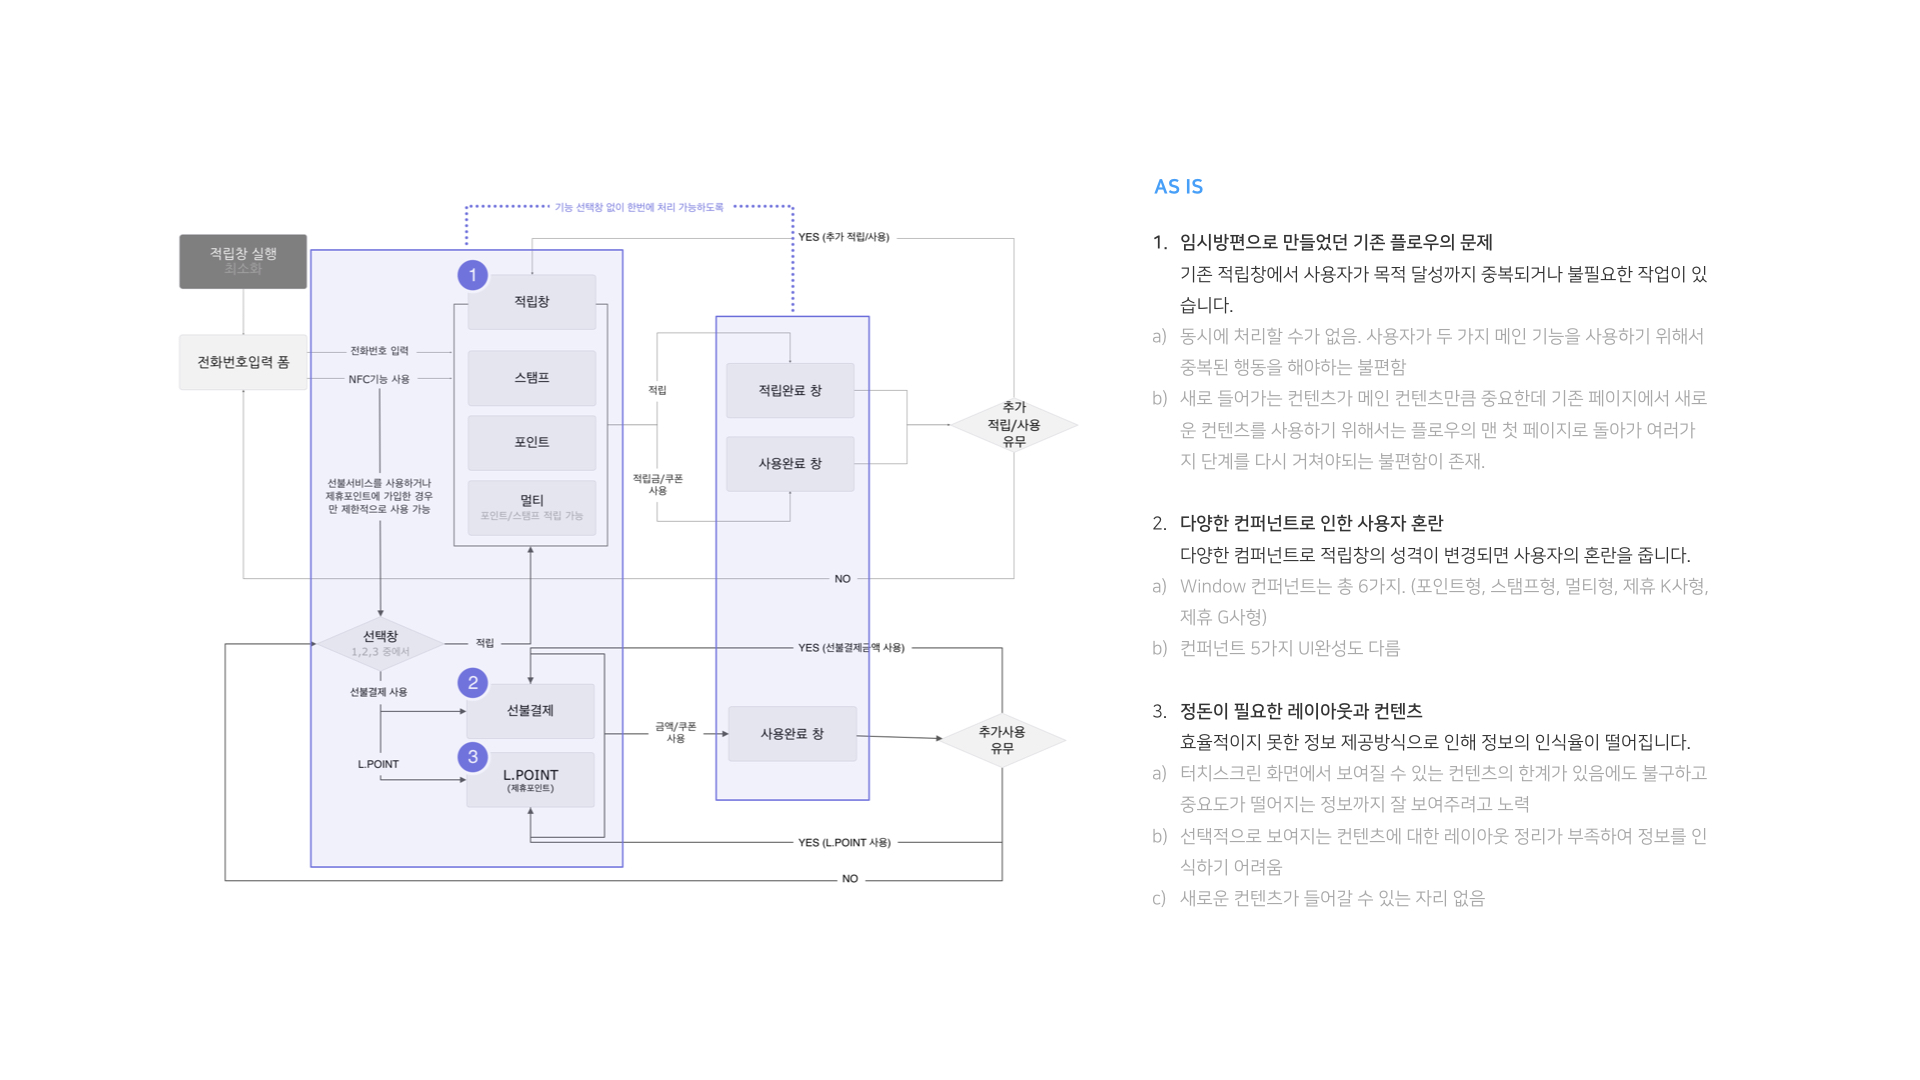 기능 선택창 없이 한번에 처리 가능하도록
YES (추가 적립/사용)
적립창 실행
최소화
1
적립창
전화번호입력 폼
전화번호 입력
NFC기능 사용
스탬프
포인트
멀티
포인트/스탬프 적립 가능
선불서비스를 사용하거나
제휴포인트에 가입한 경우
만 제한적으로 사용 가능
적립
적립금/쿠폰
사용
적립완료 창
사용완료 창
추가
적립/사용
유무
NO
선택창
1,2,3 중에서
적립
YES (선불결제금액 사용)
선불결제 사용
2
선불결제
금액/쿠폰
사용
사용완료 창
추가사용
유무
L.POINT
3
L.POINT
(제휴포인트)
YES (L.POINT 사용)
NO
AS IS
1. 임시방편으로 만들었던 기존 플로우의 문제
기존 적립창에서 사용자가 목적 달성까지 중복되거나 불필요한 작업이 있
습니다.
a) 동시에 처리할 수가 없음. 사용자가 두 가지 메인 기능을 사용하기 위해서
중복된 행동을 해야하는 불편함
b) 새로 들어가는 컨텐츠가 메인 컨텐츠만큼 중요한데 기존 페이지에서 새로
운 컨텐츠를 사용하기 위해서는 플로우의 맨 첫 페이지로 돌아가 여러가
지 단계를 다시 거쳐야되는 불편함이 존재.
2. 다양한 컨퍼넌트로 인한 사용자 혼란
다양한 컴퍼넌트로 적립창의 성격이 변경되면 사용자의 혼란을 줍니다.
a) Window 컨퍼넌트는 총 6가지. (포인트형, 스탬프형, 멀티형, 제휴 K사형,
제휴 G사형)
b) 컨퍼넌트 5가지 UI완성도 다름
3. 정돈이 필요한 레이아웃과 컨텐츠
효율적이지 못한 정보 제공방식으로 인해 정보의 인식율이 떨어집니다.
a) 터치스크린 화면에서 보여질 수 있는 컨텐츠의 한계가 있음에도 불구하고
중요도가 떨어지는 정보까지 잘 보여주려고 노력
b) 선택적으로 보여지는 컨텐츠에 대한 레이아웃 정리가 부족하여 정보를 인
식하기 어려움
c) 새로운 컨텐츠가 들어갈 수 있는 자리 없음